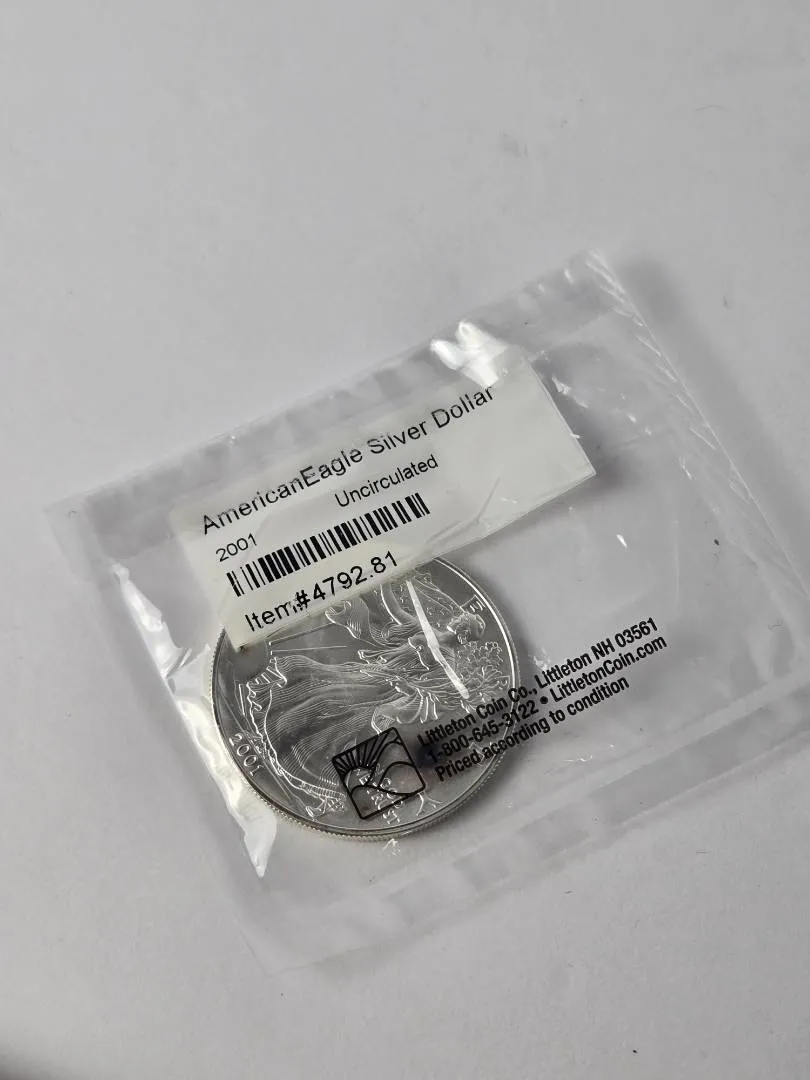 AmericanEagle Silver Dollar
Uncirculated
2001
Item#4792.81
2001
Littleton Coin Co., Littleton NH 03561
1-800-645-3122 • LittletonCoin.com
Priced according to condition